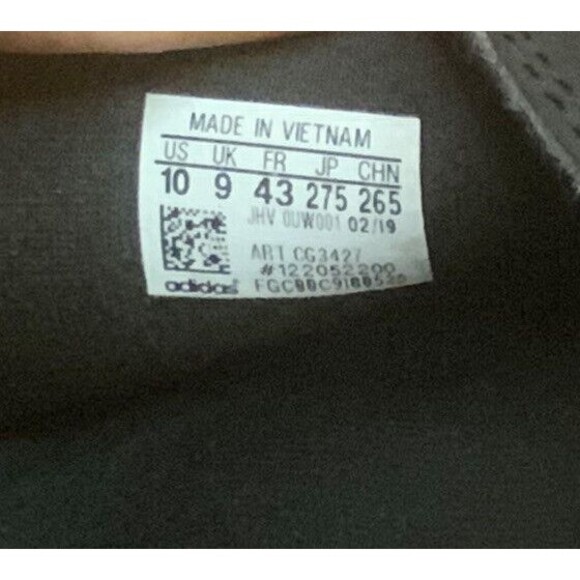 MADE IN VIETNAM
US UK FR JP CHN
10 9 43 275 265
JHV 0UW001 02/19
ART CG3427
#122052200
adidas